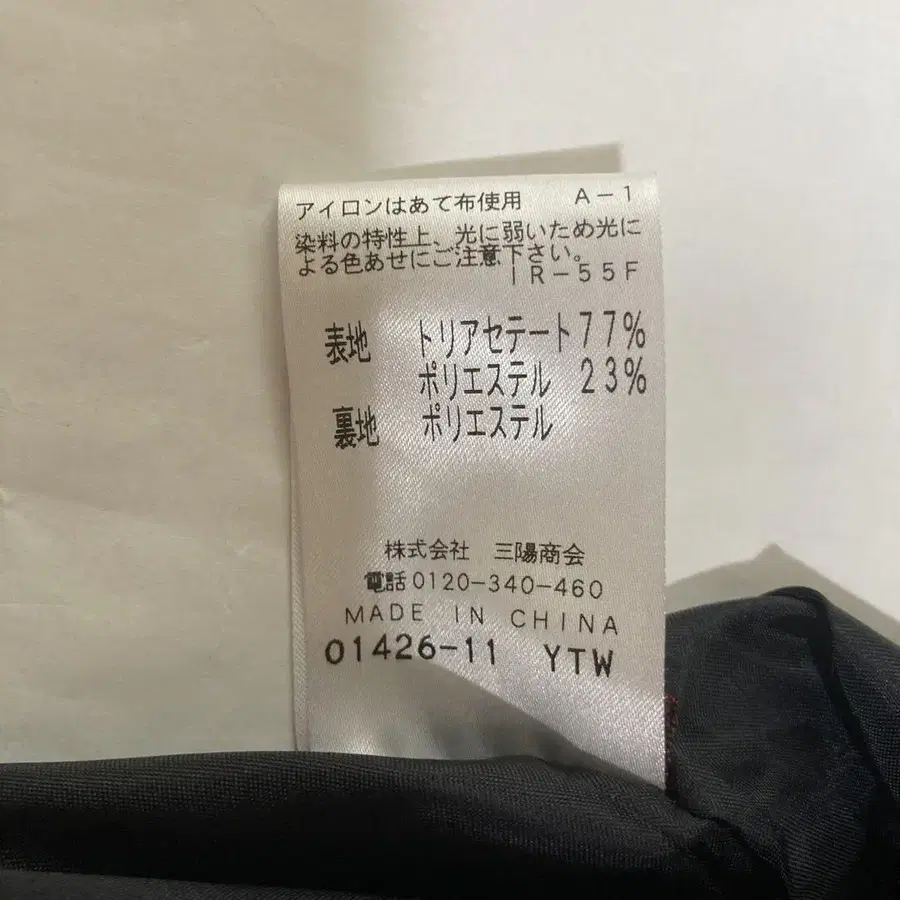 アイロンはあて布使用 A-1
染料の特性上、光に弱いため光に
よる色あせにご注意下さい。
IR-55F
表地 トリアセテート77%
ポリエステル 23%
裏地 ポリエステル
株式会社 三陽商会
電話0120-340-460
MADE IN CHINA
01426-11 YTW